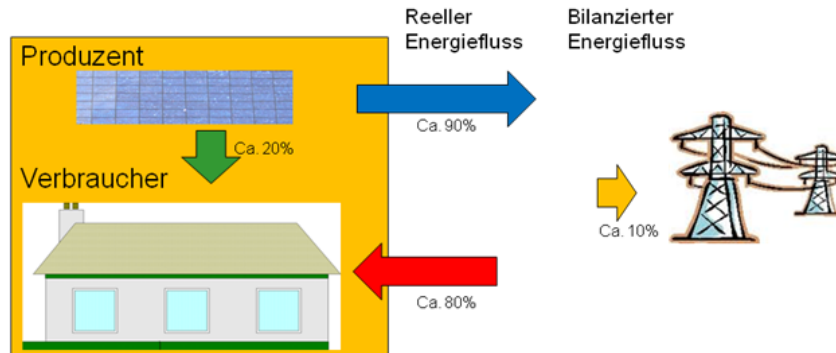 Reeller
Energiefluss
Bilanzierter
Energiefluss
Produzent
Ca. 90%
Ca. 20%
Verbraucher
Ca. 10%
Ca. 80%